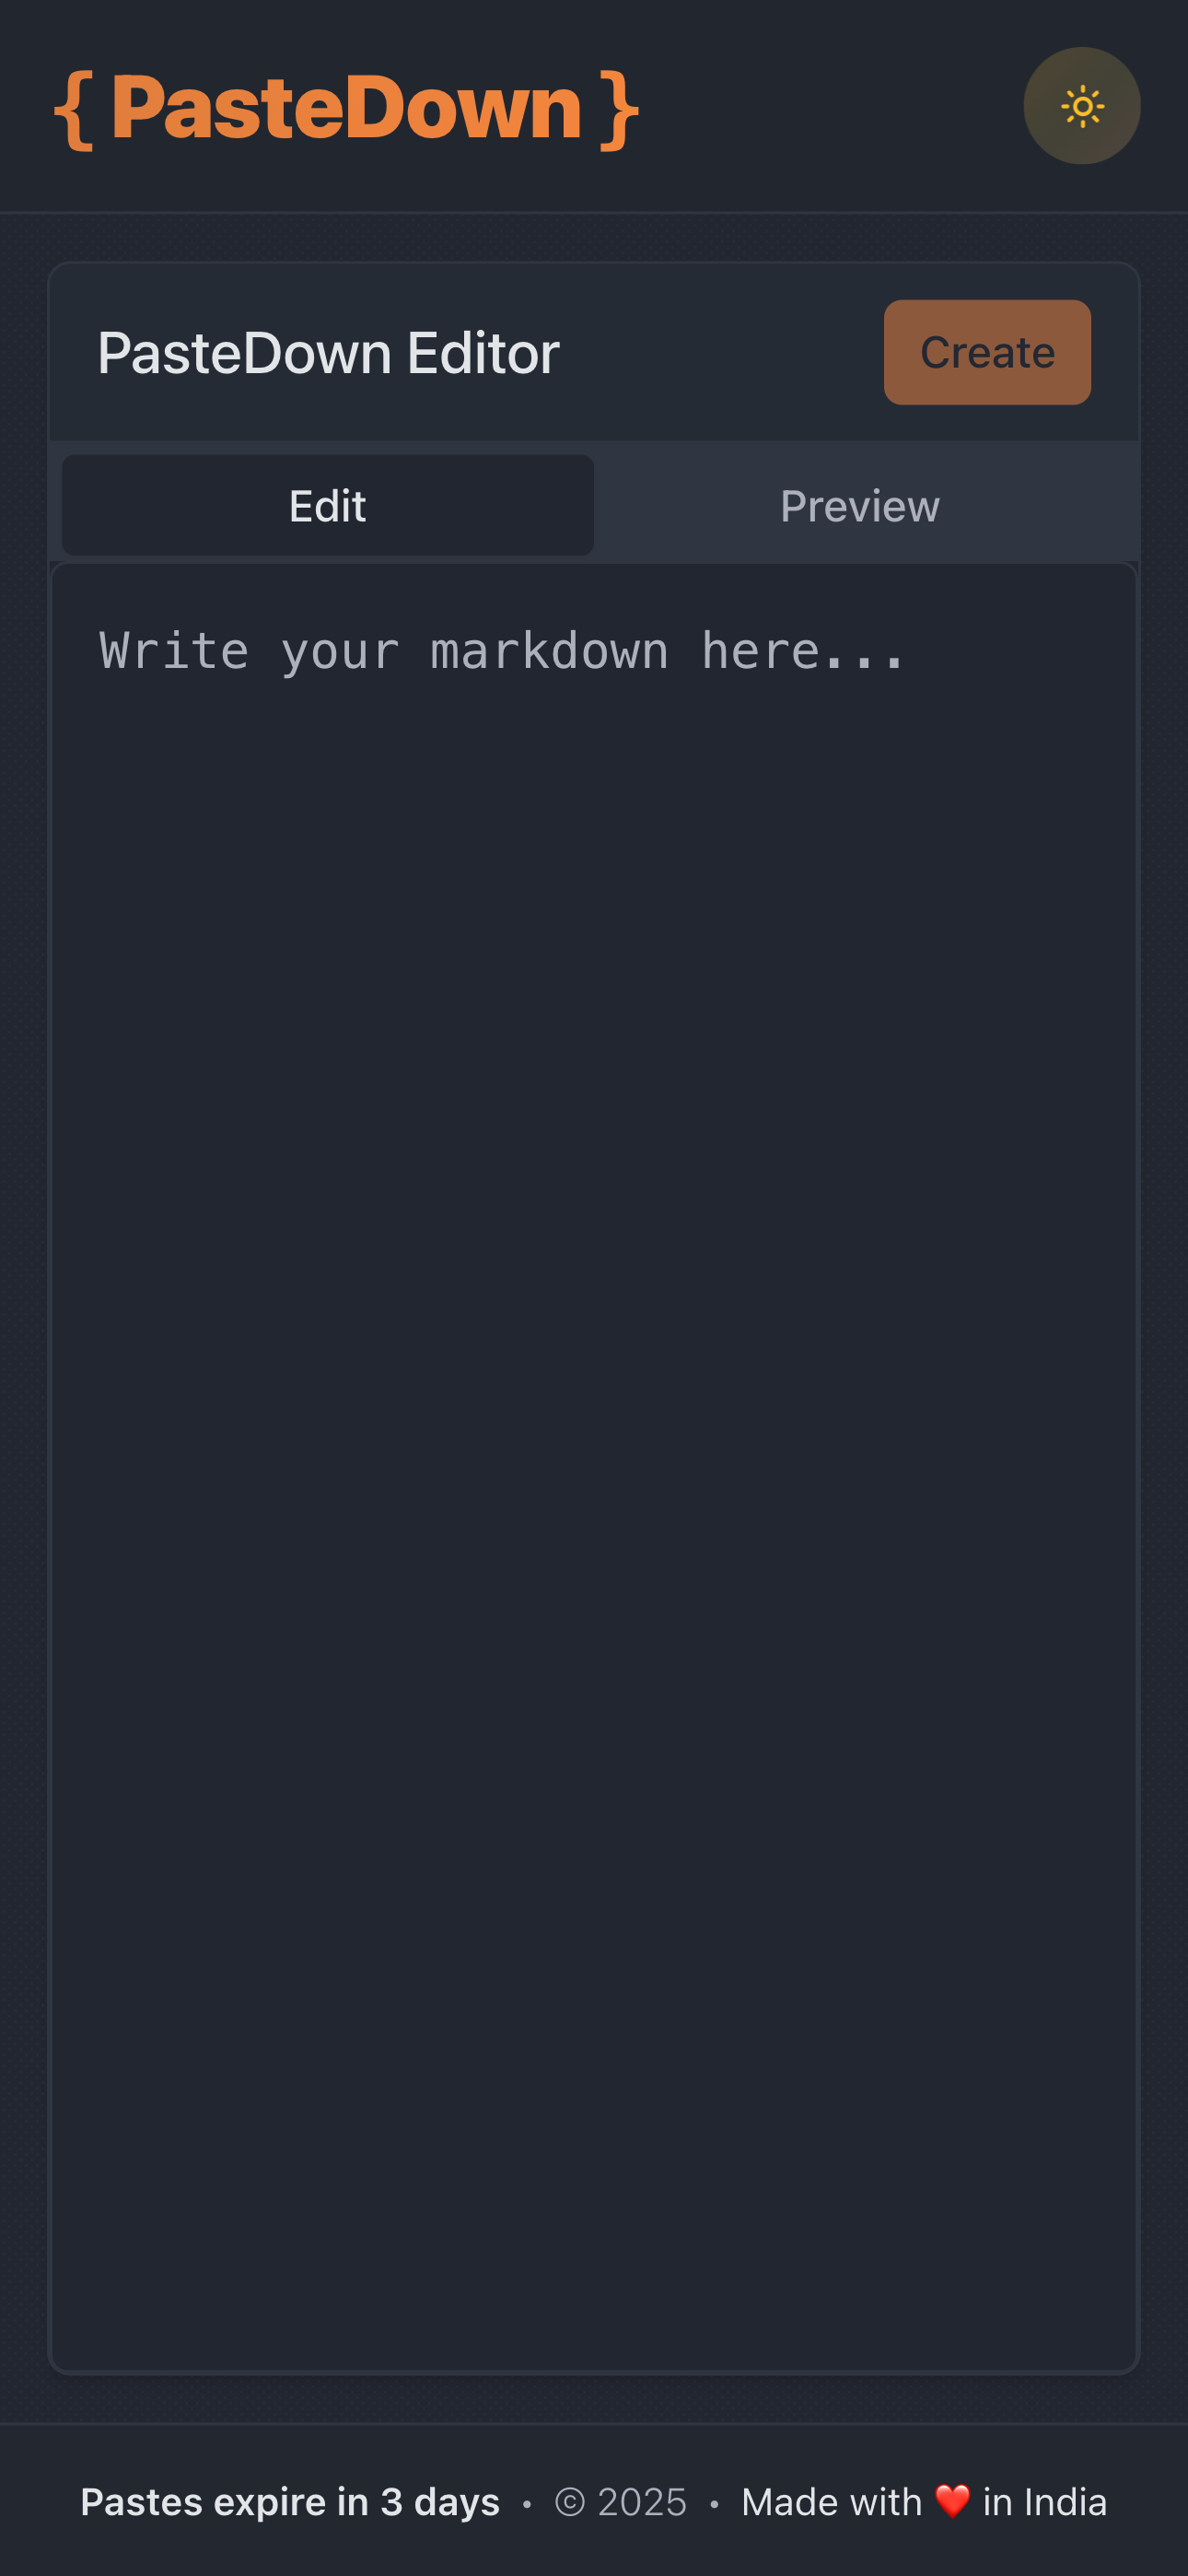 { PasteDown }
PasteDown Editor
Create
Edit
Preview
Write your markdown here...
Pastes expire in 3 days • © 2025 • Made with ❤️ in India